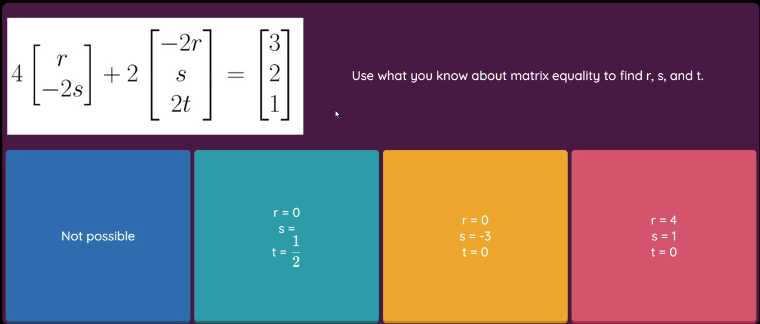 4 [r −2s] + 2 [−2r s 2t] = [3 2 1]
Use what you know about matrix equality to find r, s, and t.
Not possible
r = 0
s =
t = 1/2
r = 0
s = -3
t = 0
r = 4
s = 1
t = 0